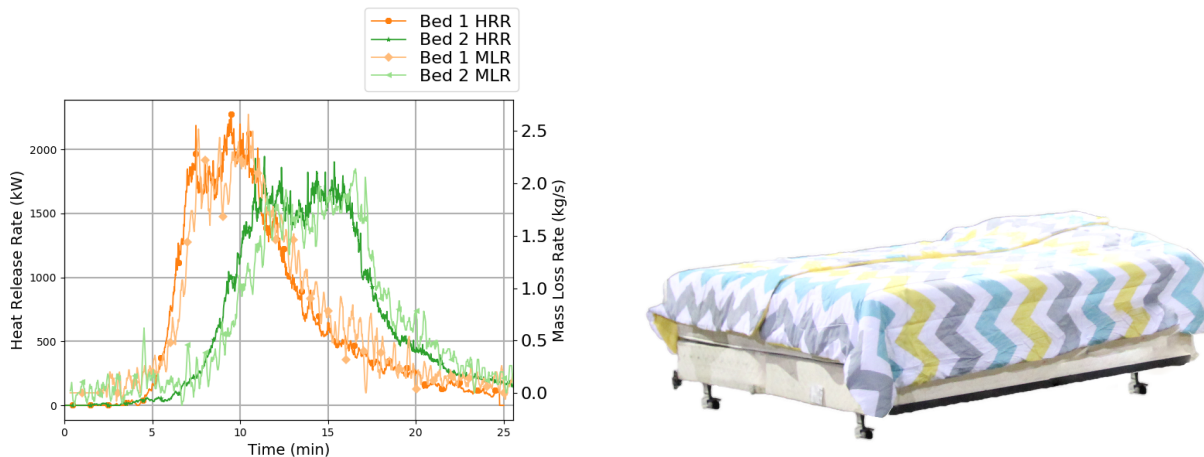 Bed 1 HRR
Bed 2 HRR
Bed 1 MLR
Bed 2 MLR
Heat Release Rate (kW)
2000
1500
1000
500
0
2.5
2.0
1.5
1.0
0.5
0.0
Mass Loss Rate (kg/s)
0 5 10 15 20 25
Time (min)